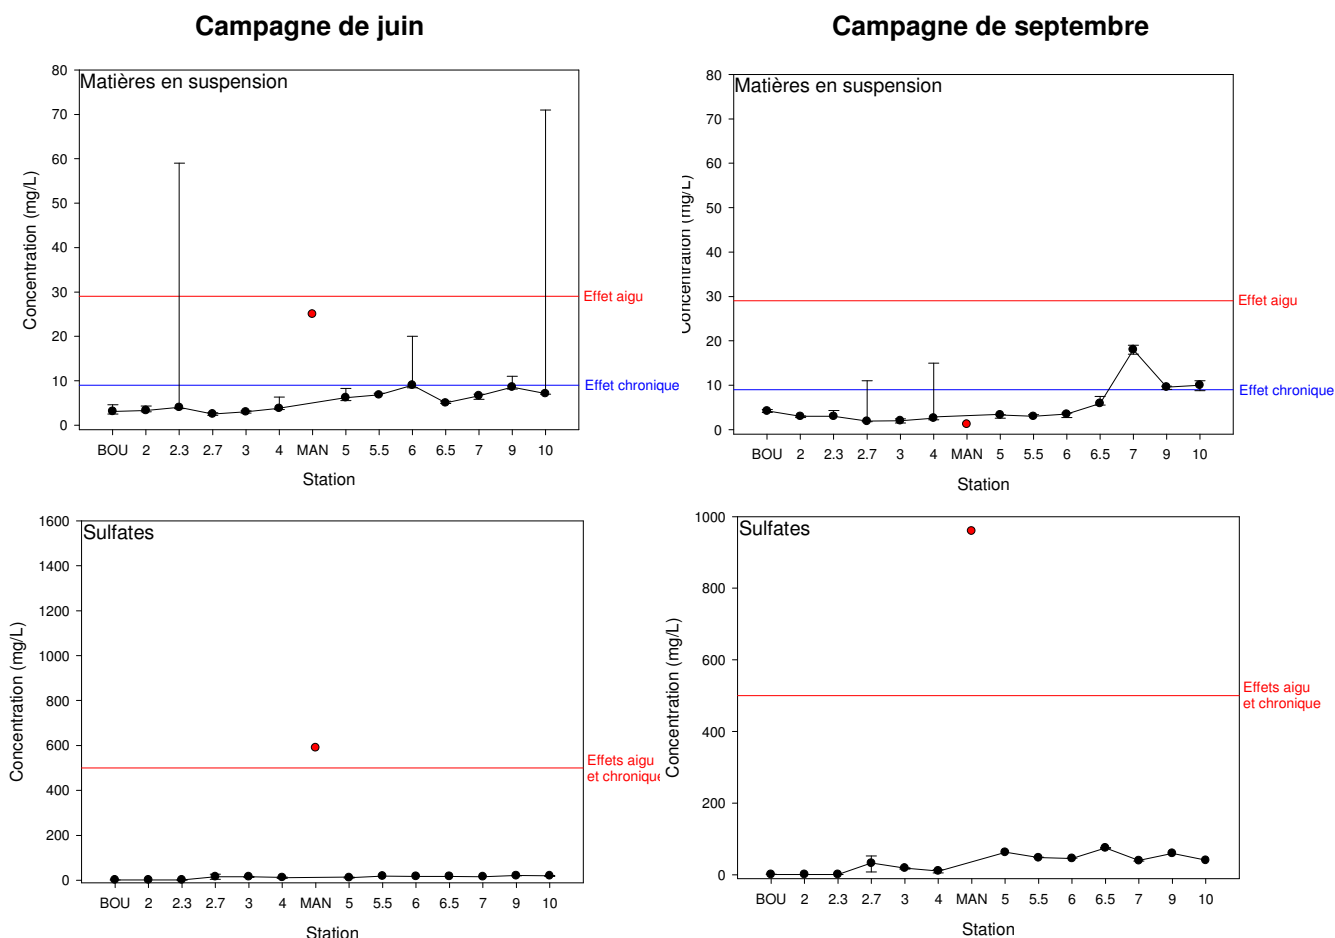 Campagne de juin
Campagne de septembre
Matières en suspension
80
70
60
50
40
30
20
10
0
Concentration (mg/L)
Effet aigu
Effet chronique
BOU 2 2.3 2.7 3 4 MAN 5 5.5 6 6.5 7 9 10
Station
Matières en suspension
80
70
60
50
40
30
20
10
0
Concentration (mg/L)
Effet aigu
Effet chronique
BOU 2 2.3 2.7 3 4 MAN 5 5.5 6 6.5 7 9 10
Station
Sulfates
1600
1400
1200
1000
800
600
400
200
0
Concentration (mg/L)
Effets aigu
et chronique
BOU 2 2.3 2.7 3 4 MAN 5 5.5 6 6.5 7 9 10
Station
Sulfates
1000
800
600
400
200
0
Concentration (mg/L)
Effets aigu
et chronique
BOU 2 2.3 2.7 3 4 MAN 5 5.5 6 6.5 7 9 10
Station